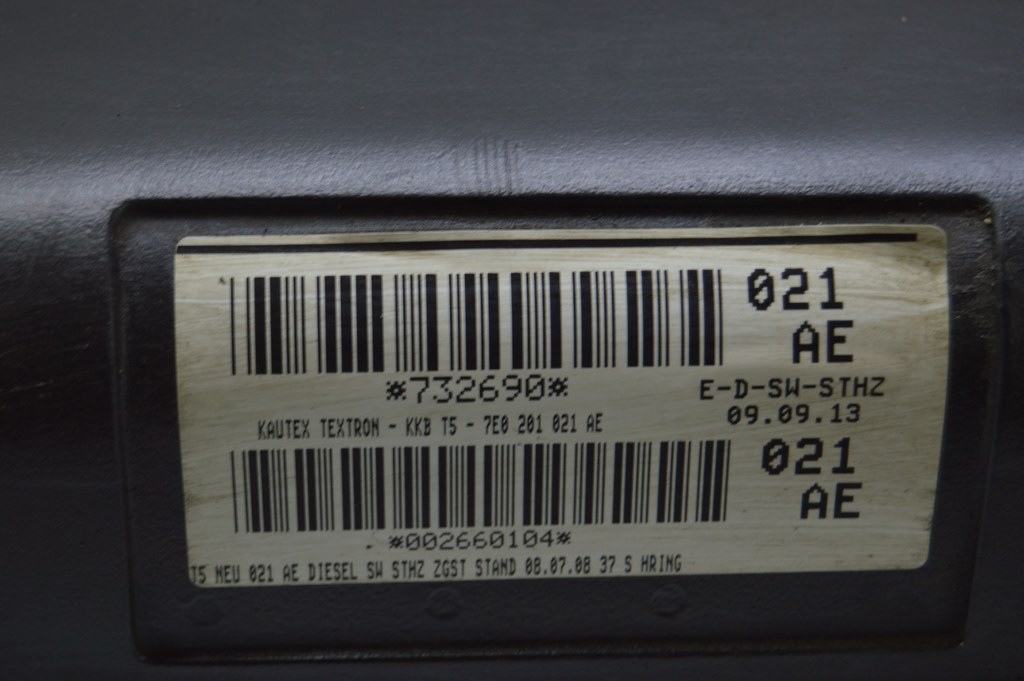 021
AE
*732690*
E-D-SW-STHZ
09.09.13
KAUTEX TEXTRON - KKB T5 - 7E0 201 021 AE
021
AE
*002660104*
T5 NEU 021 AE DIESEL SW STHZ ZGST STAND 08.07.08 37 S HRING